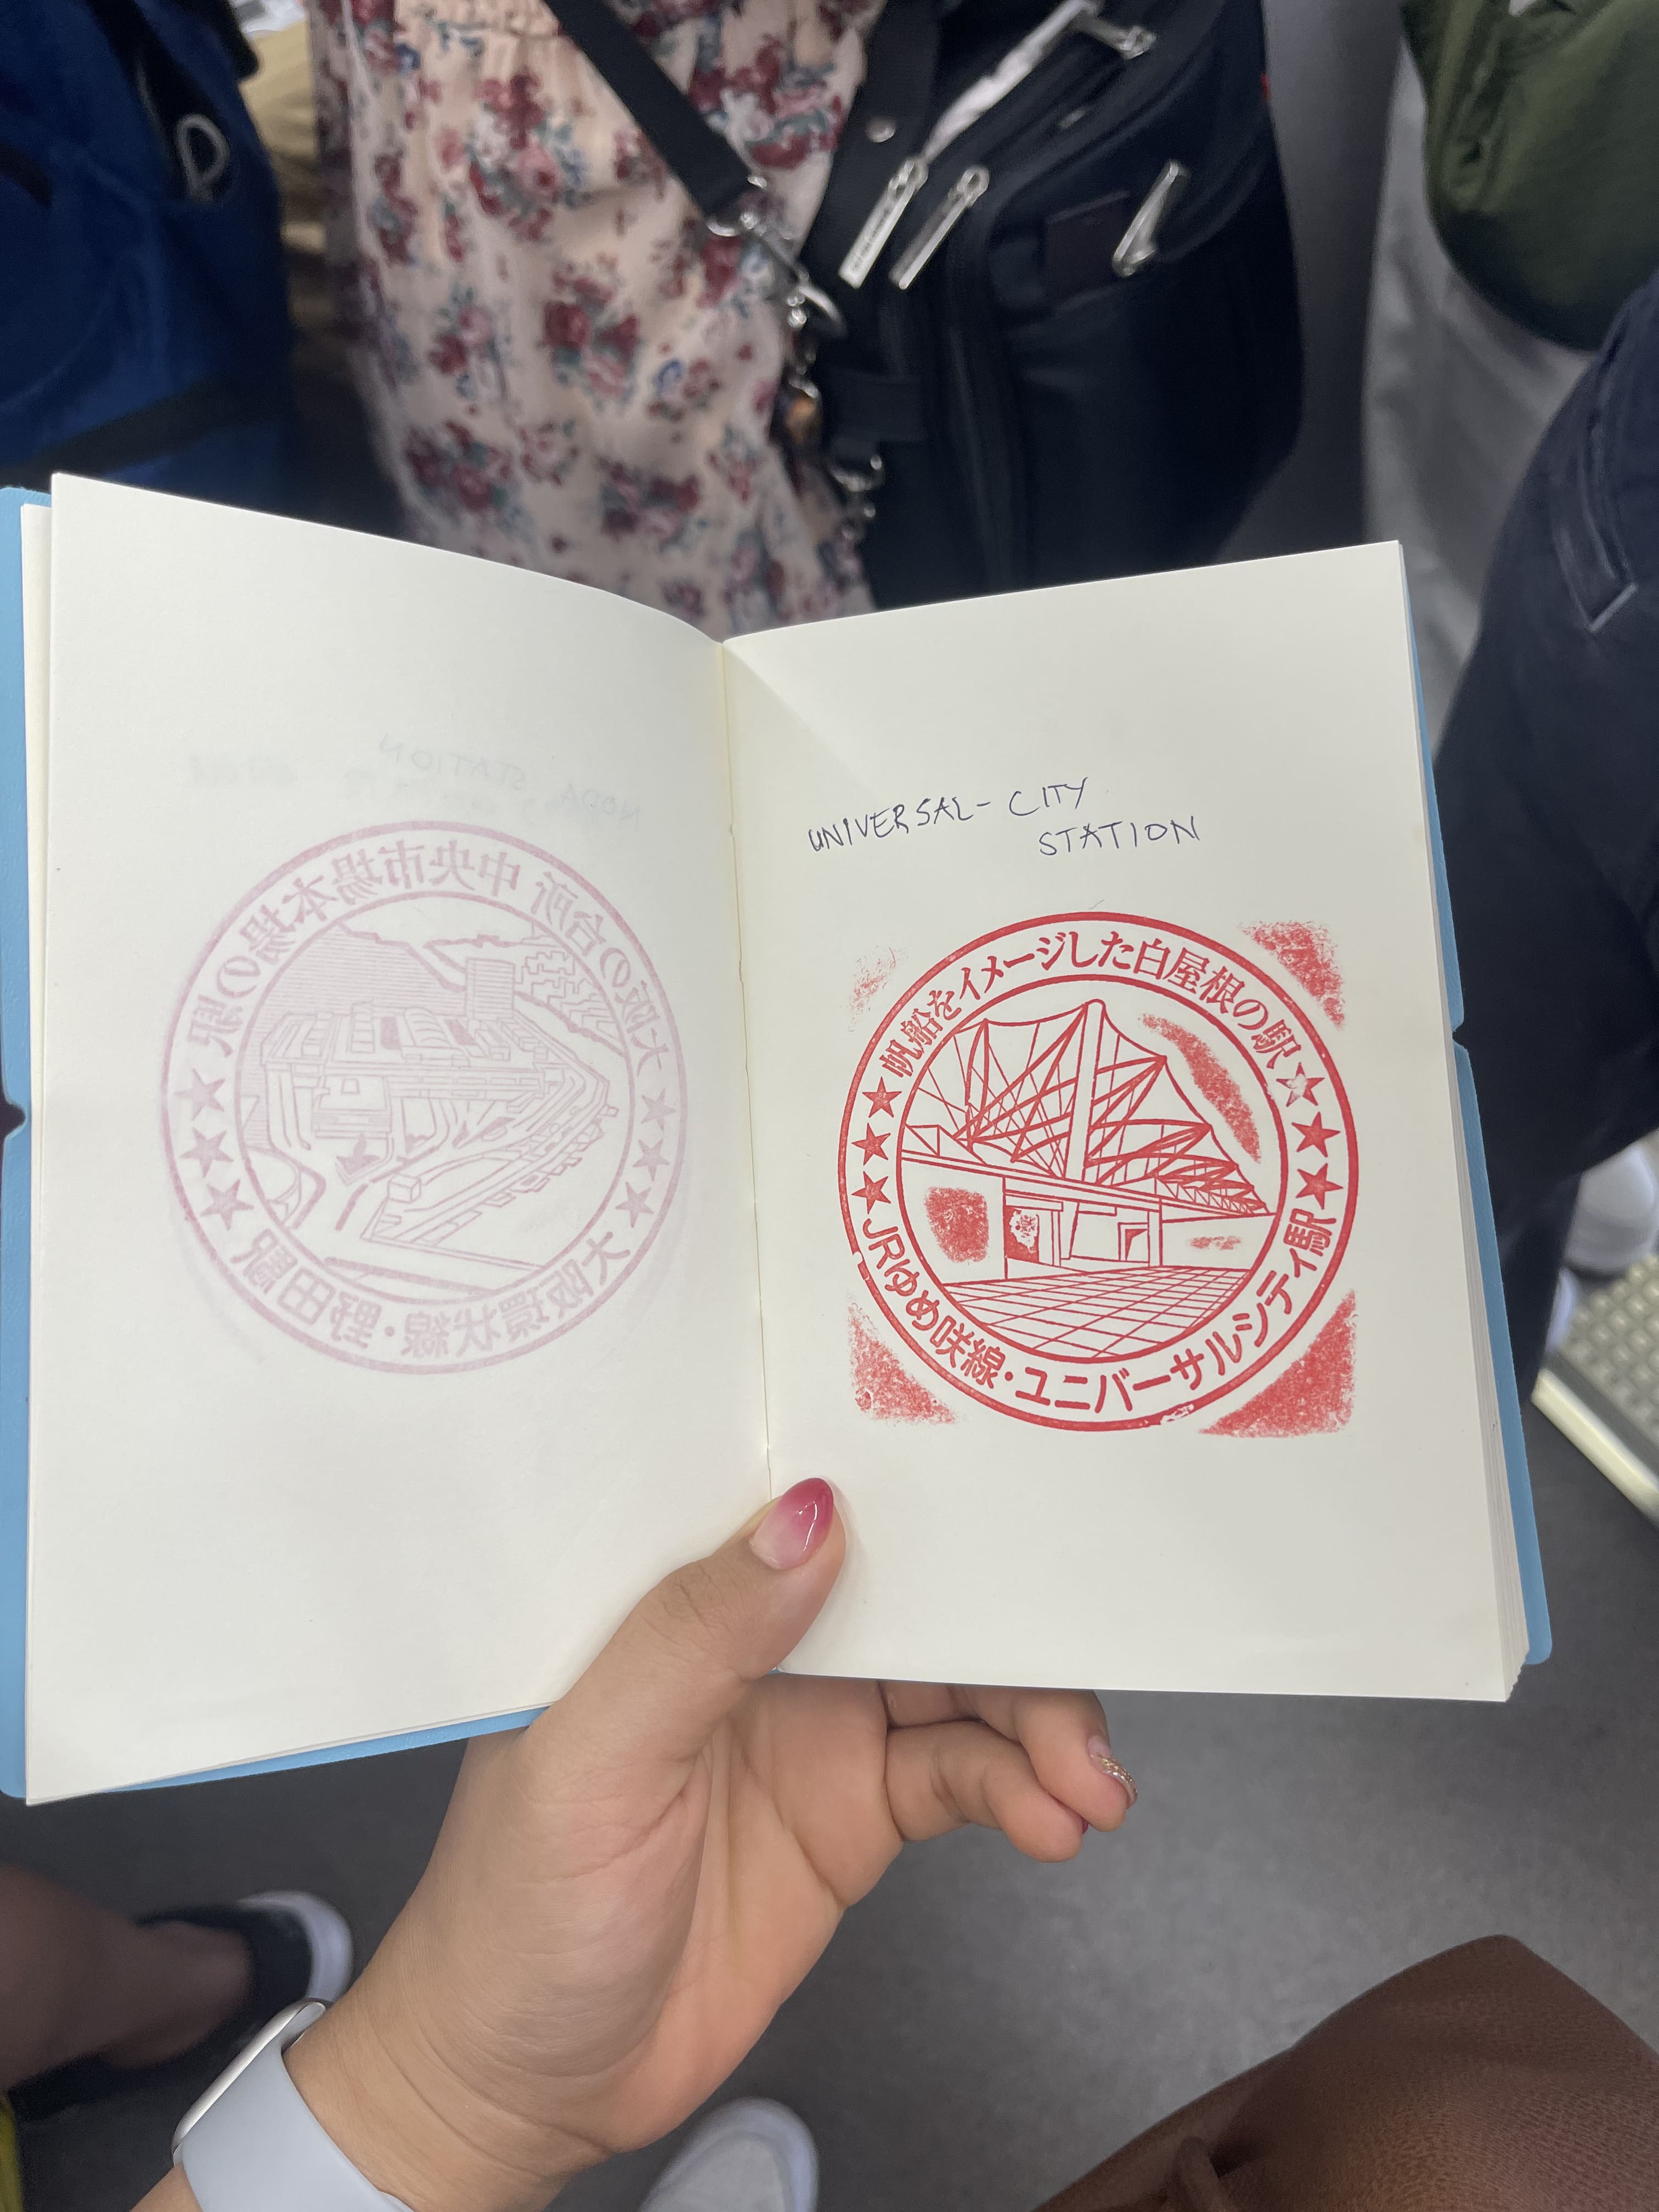 NODA STATION
大阪の台所 中央市場本場の駅
大阪環状線・野田駅
UNIVERSAL-CITY
STATION
帆船をイメージした白屋根の駅
JRゆめ咲線・ユニバーサルシティ駅